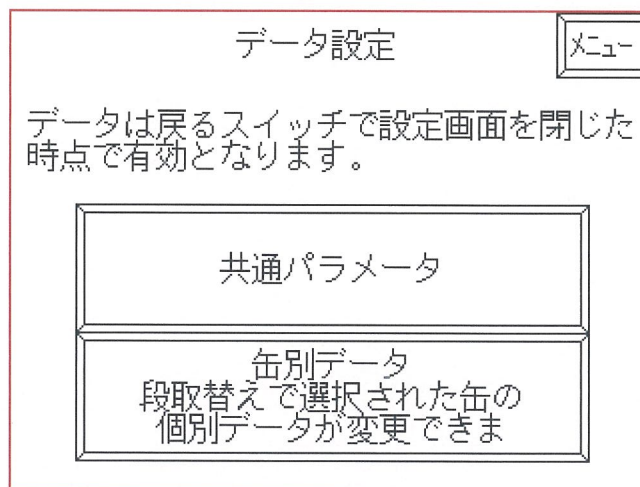 データ設定
メニュー
データは戻るスイッチで設定画面を閉じた
時点で有効となります。
共通パラメータ
缶別データ
段取替えで選択された缶の
個別データが変更できま